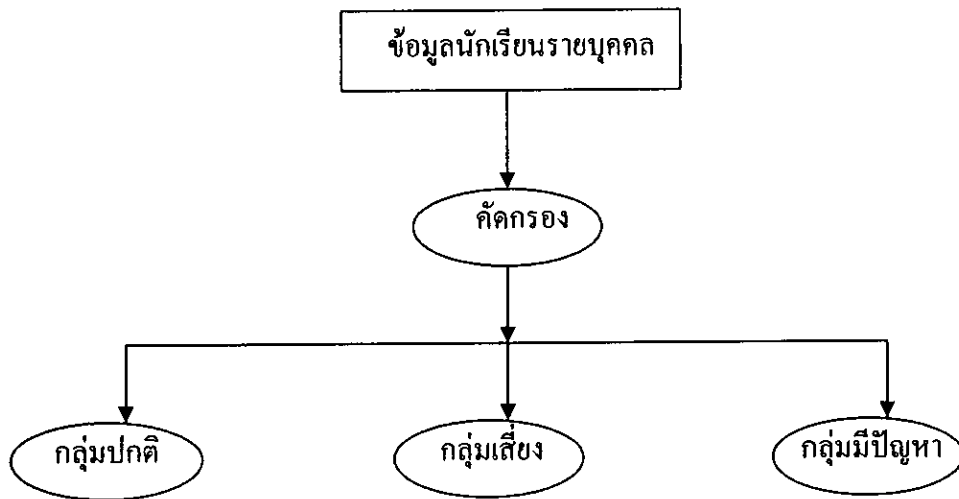 ข้อมูลนักเรียนรายบุคคล
คัดกรอง
กลุ่มปกติ
กลุ่มเสี่ยง
กลุ่มมีปัญหา